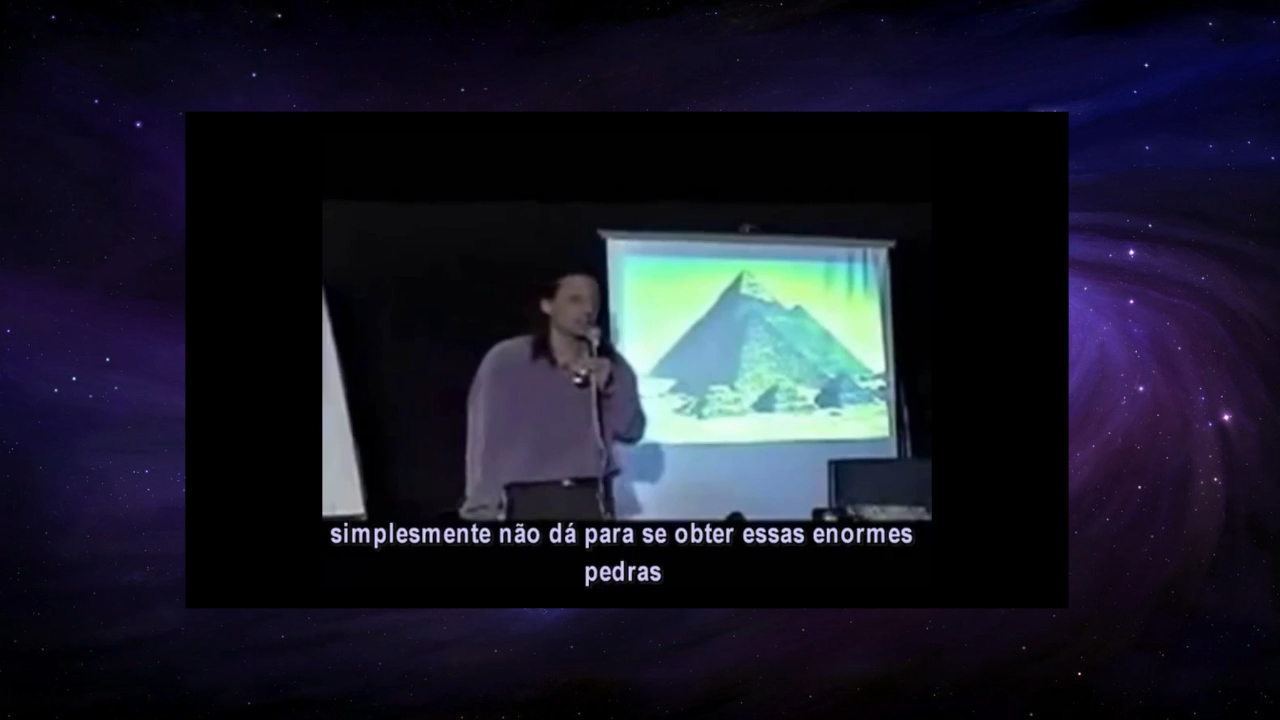 simplesmente não dá para se obter essas enormes
pedras